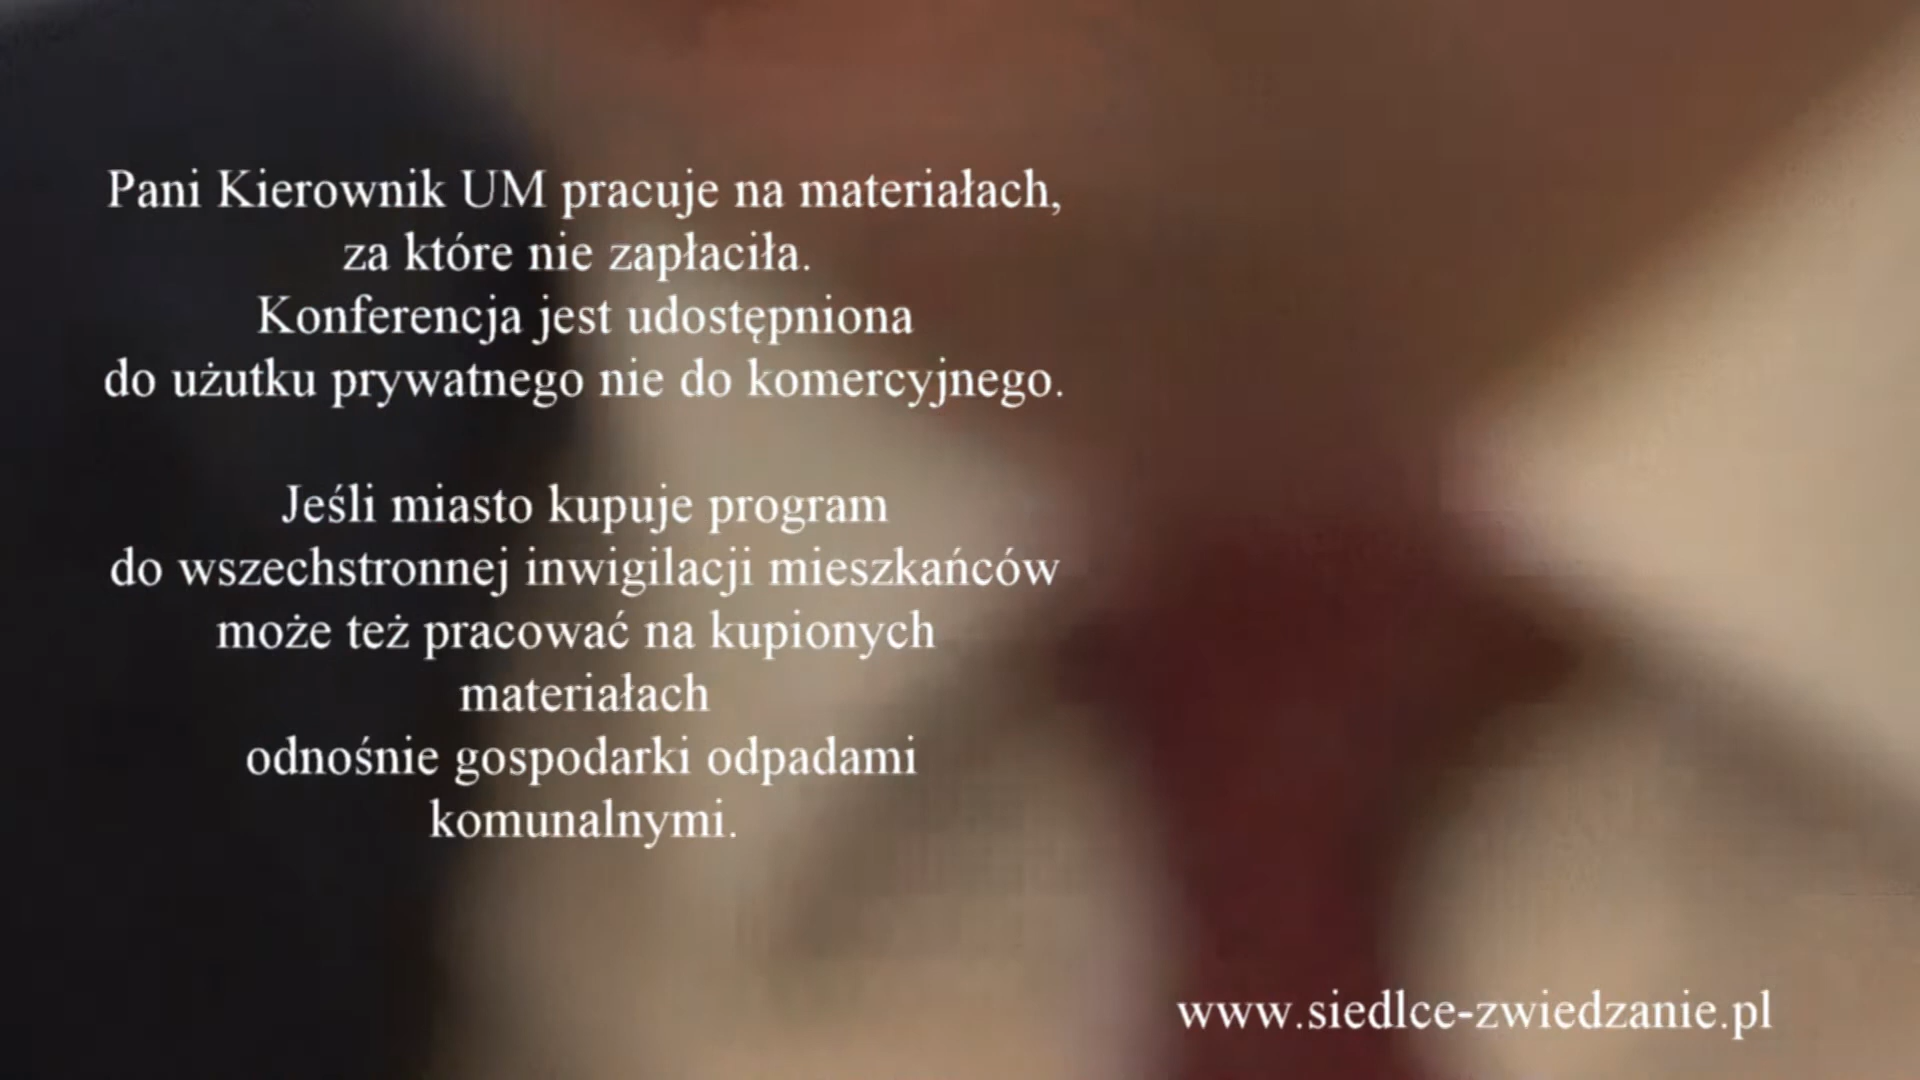 Pani Kierownik UM pracuje na materiałach,
za które nie zapłaciła.
Konferencja jest udostępniona
do użutku prywatnego nie do komercyjnego.
Jeśli miasto kupuje program
do wszechstronnej inwigilacji mieszkańców
może też pracować na kupionych
materiałach
odnośnie gospodarki odpadami
komunalnymi.
www.siedlce-zwiedzanie.pl